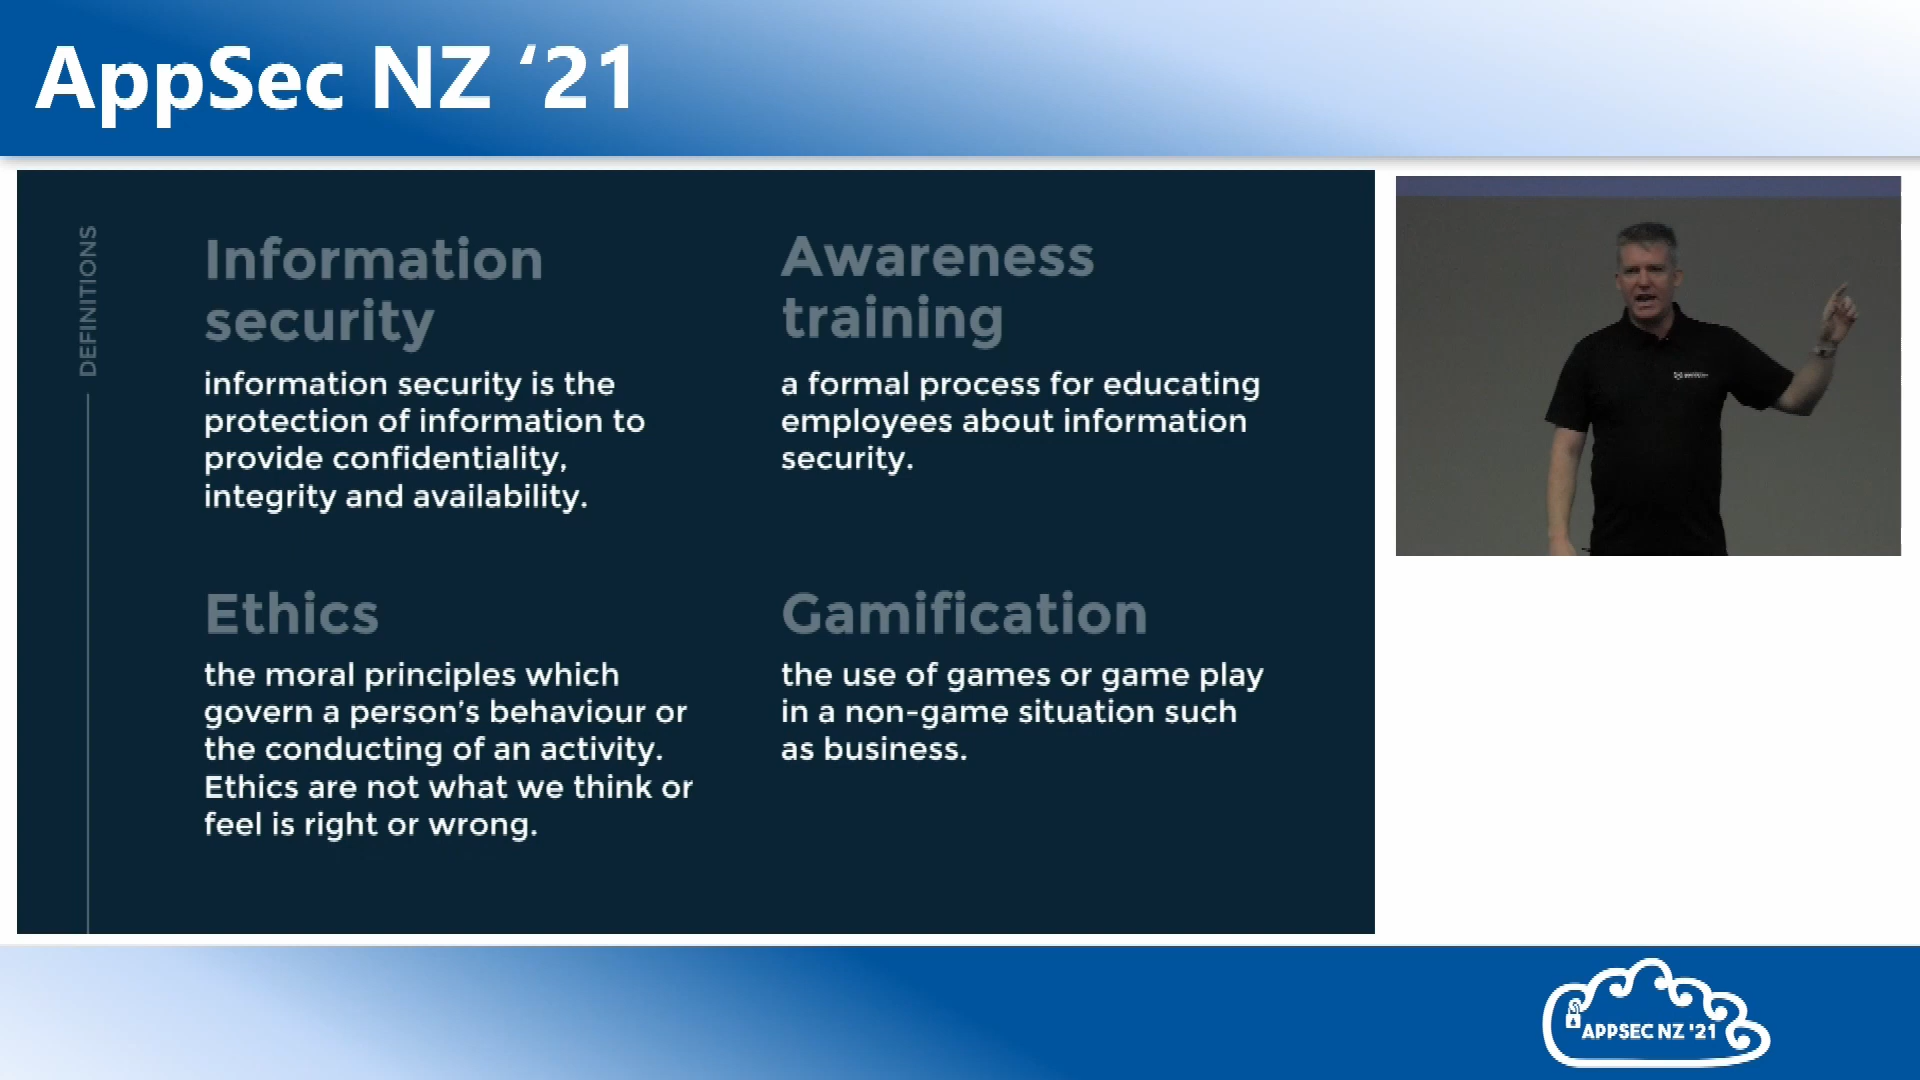 AppSec NZ ‘21
DEFINITIONS
Information
security
information security is the
protection of information to
provide confidentiality,
integrity and availability.
Awareness
training
a formal process for educating
employees about information
security.
Ethics
the moral principles which
govern a person’s behaviour or
the conducting of an activity.
Ethics are not what we think or
feel is right or wrong.
Gamification
the use of games or game play
in a non-game situation such
as business.
APPSEC NZ '21